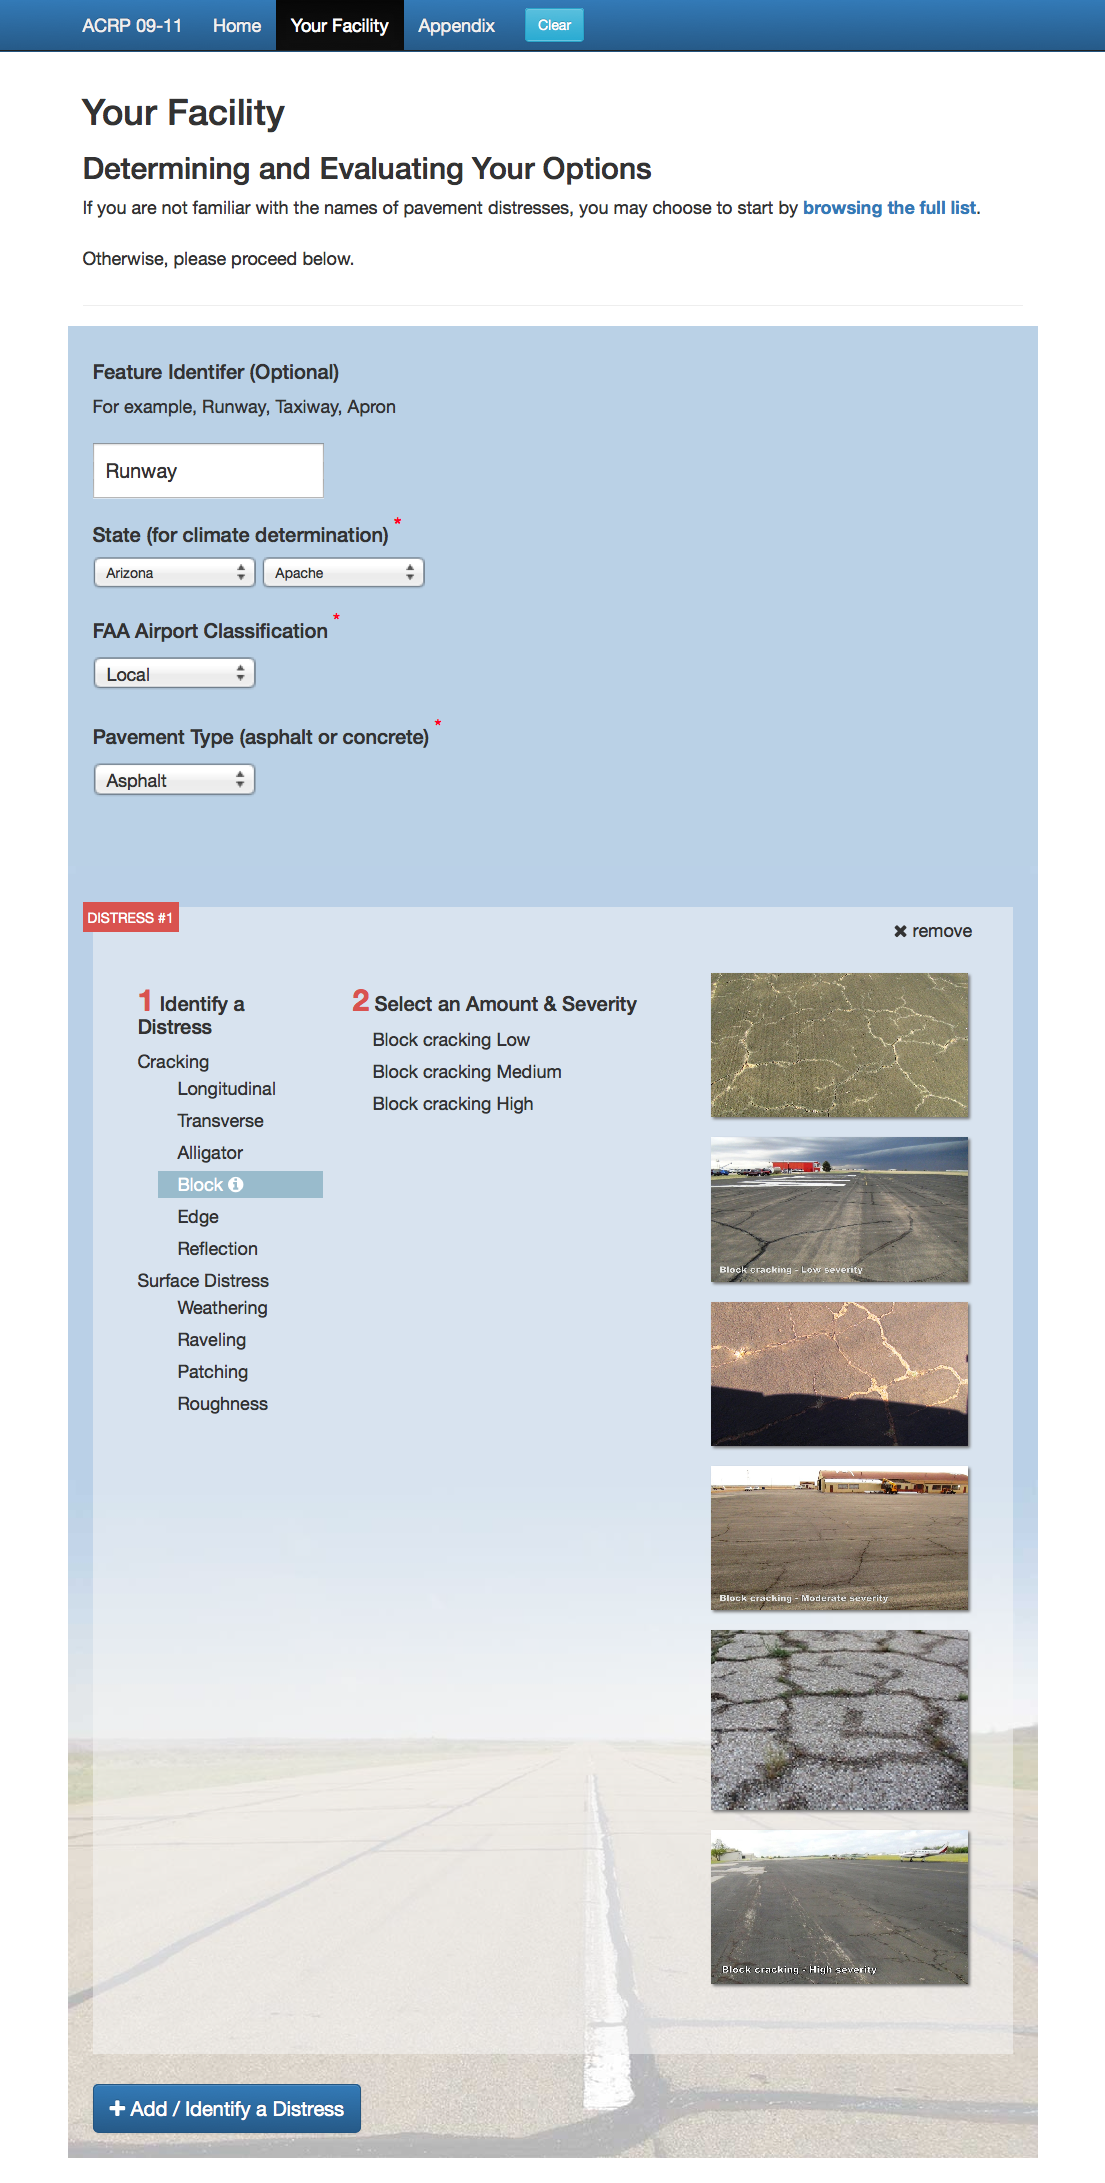 ACRP 09-11 Home Your Facility Appendix Clear
Your Facility
Determining and Evaluating Your Options
If you are not familiar with the names of pavement distresses, you may choose to start by browsing the full list.
Otherwise, please proceed below.
Feature Identifer (Optional)
For example, Runway, Taxiway, Apron
Runway
State (for climate determination) *
Arizona Apache
FAA Airport Classification *
Local
Pavement Type (asphalt or concrete) *
Asphalt
DISTRESS #1
✖ remove
1 Identify a
Distress
Cracking
Longitudinal
Transverse
Alligator
Block
Edge
Reflection
Surface Distress
Weathering
Raveling
Patching
Roughness
2 Select an Amount & Severity
Block cracking Low
Block cracking Medium
Block cracking High
Block cracking - Low severity
Block cracking - Moderate severity
Block cracking - High severity
+ Add / Identify a Distress